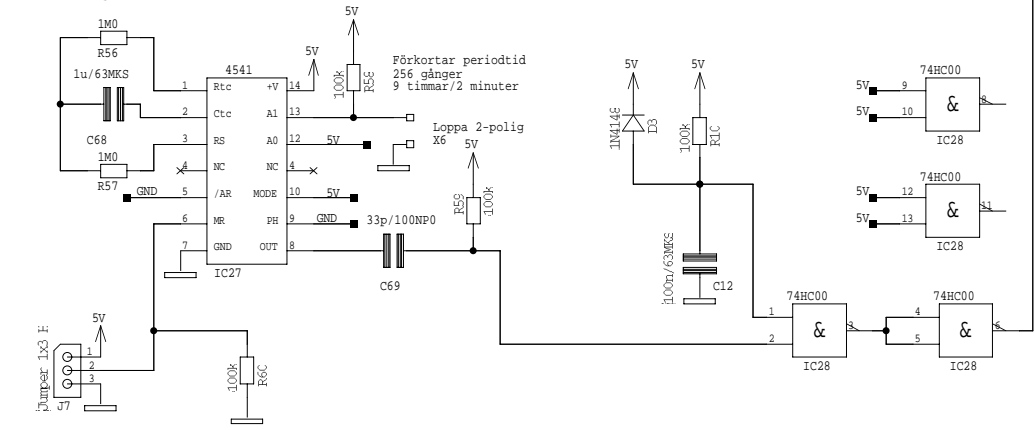 1M0
R56
1u/63MKS
C68
1M0
R57
4541
1 Rtc +V 14
2 Ctc A1 13
3 RS A0 12
4 NC NC 4
5 /AR MODE 10
6 MR PH 9
7 GND OUT 8
IC27
GND
5V
5V
100k
R58
Förkortar periodtid
256 gånger
9 timmar/2 minuter
Loppa 2-polig
X6
5V
5V
5V
GND
33p/100NP0
C69
R59
100k
5V
1
2
3
J7
100k
R60
5V
1N4148
D3
5V
100k
R10
100n/63MKS
C12
74HC00
1
2
3
&
IC28
74HC00
4
5
6
&
IC28
74HC00
5V 9
5V 10
8
&
IC28
74HC00
5V 12
5V 13
11
&
IC28
Jumper 1x3